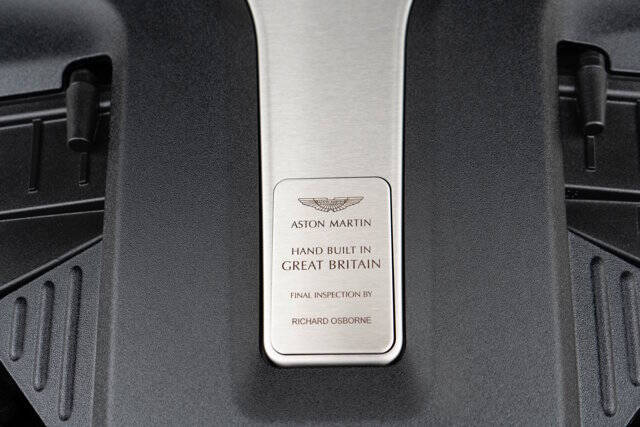 ASTON MARTIN
HAND BUILT IN
GREAT BRITAIN
FINAL INSPECTION BY
RICHARD OSBORNE